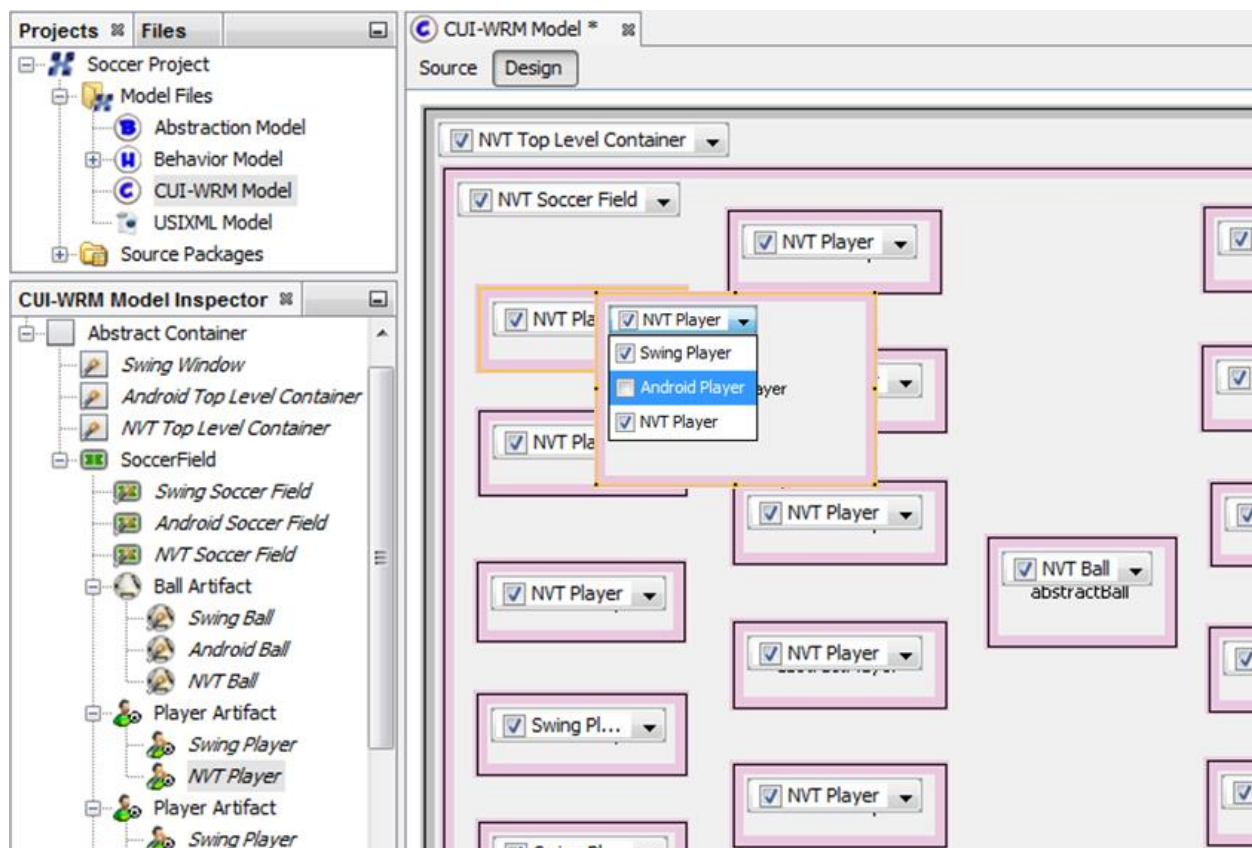 Projects
Files
Soccer Project
Model Files
Abstraction Model
Behavior Model
CUI-WRM Model
USIXML Model
Source Packages
CUI-WRM Model Inspector
Abstract Container
Swing Window
Android Top Level Container
NVT Top Level Container
SoccerField
Swing Soccer Field
Android Soccer Field
NVT Soccer Field
Ball Artifact
Swing Ball
Android Ball
NVT Ball
Player Artifact
Swing Player
NVT Player
Player Artifact
Swing Player
CUI-WRM Model *
Source Design
NVT Top Level Container
NVT Soccer Field
NVT Player
NVT Pla
NVT Player
Swing Player
Android Player
ayer
NVT Player
NVT Pla
NVT Player
NVT Ball
abstractBall
NVT Player
NVT Player
Swing Pl...
NVT Player